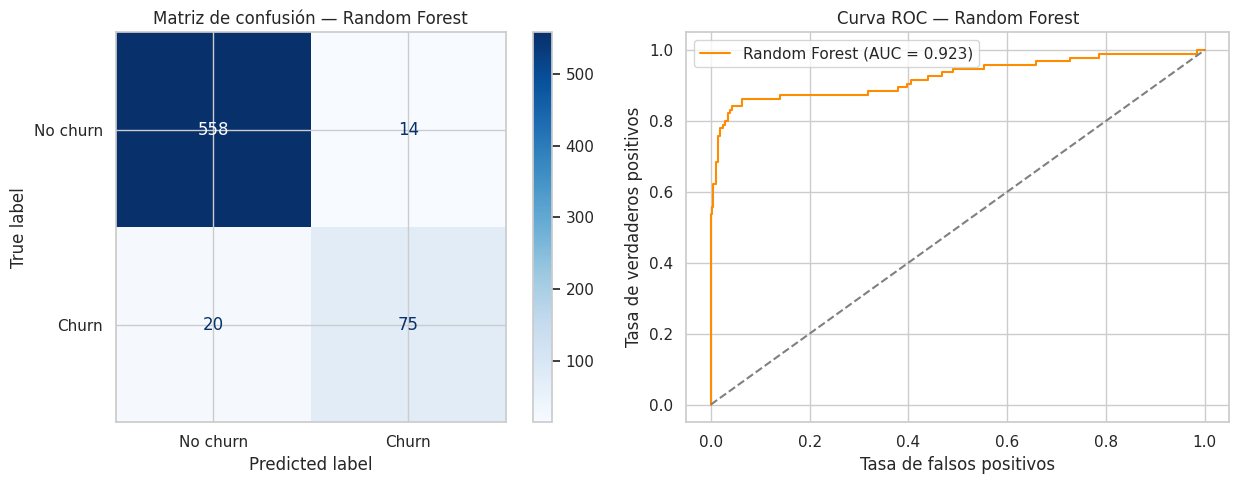 Matriz de confusión — Random Forest
True label
No churn
Churn
558
14
20
75
No churn
Churn
Predicted label
500
400
300
200
100
Curva ROC — Random Forest
Random Forest (AUC = 0.923)
Tasa de verdaderos positivos
1.0
0.8
0.6
0.4
0.2
0.0
0.0
0.2
0.4
0.6
0.8
1.0
Tasa de falsos positivos